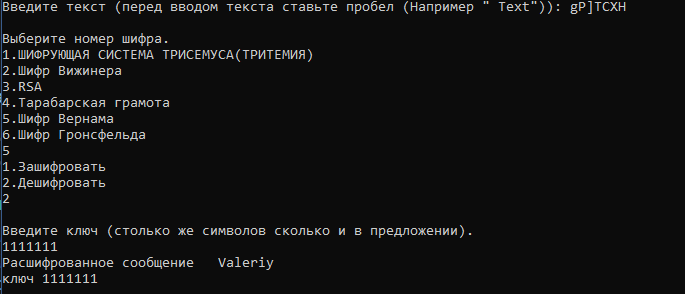 Введите текст (перед вводом текста ставьте пробел (Например " Text")): gP]TCXH
Выберите номер шифра.
1.ШИФРУЮЩАЯ СИСТЕМА ТРИСЕМУСА(ТРИТЕМИЯ)
2.Шифр Вижинера
3.RSA
4.Тарабарская грамота
5.Шифр Вернама
6.Шифр Гронсфельда
5
1.Зашифровать
2.Дешифровать
2
Введите ключ (столько же символов сколько и в предложении).
1111111
Расшифрованное сообщение   Valeriy
ключ 1111111